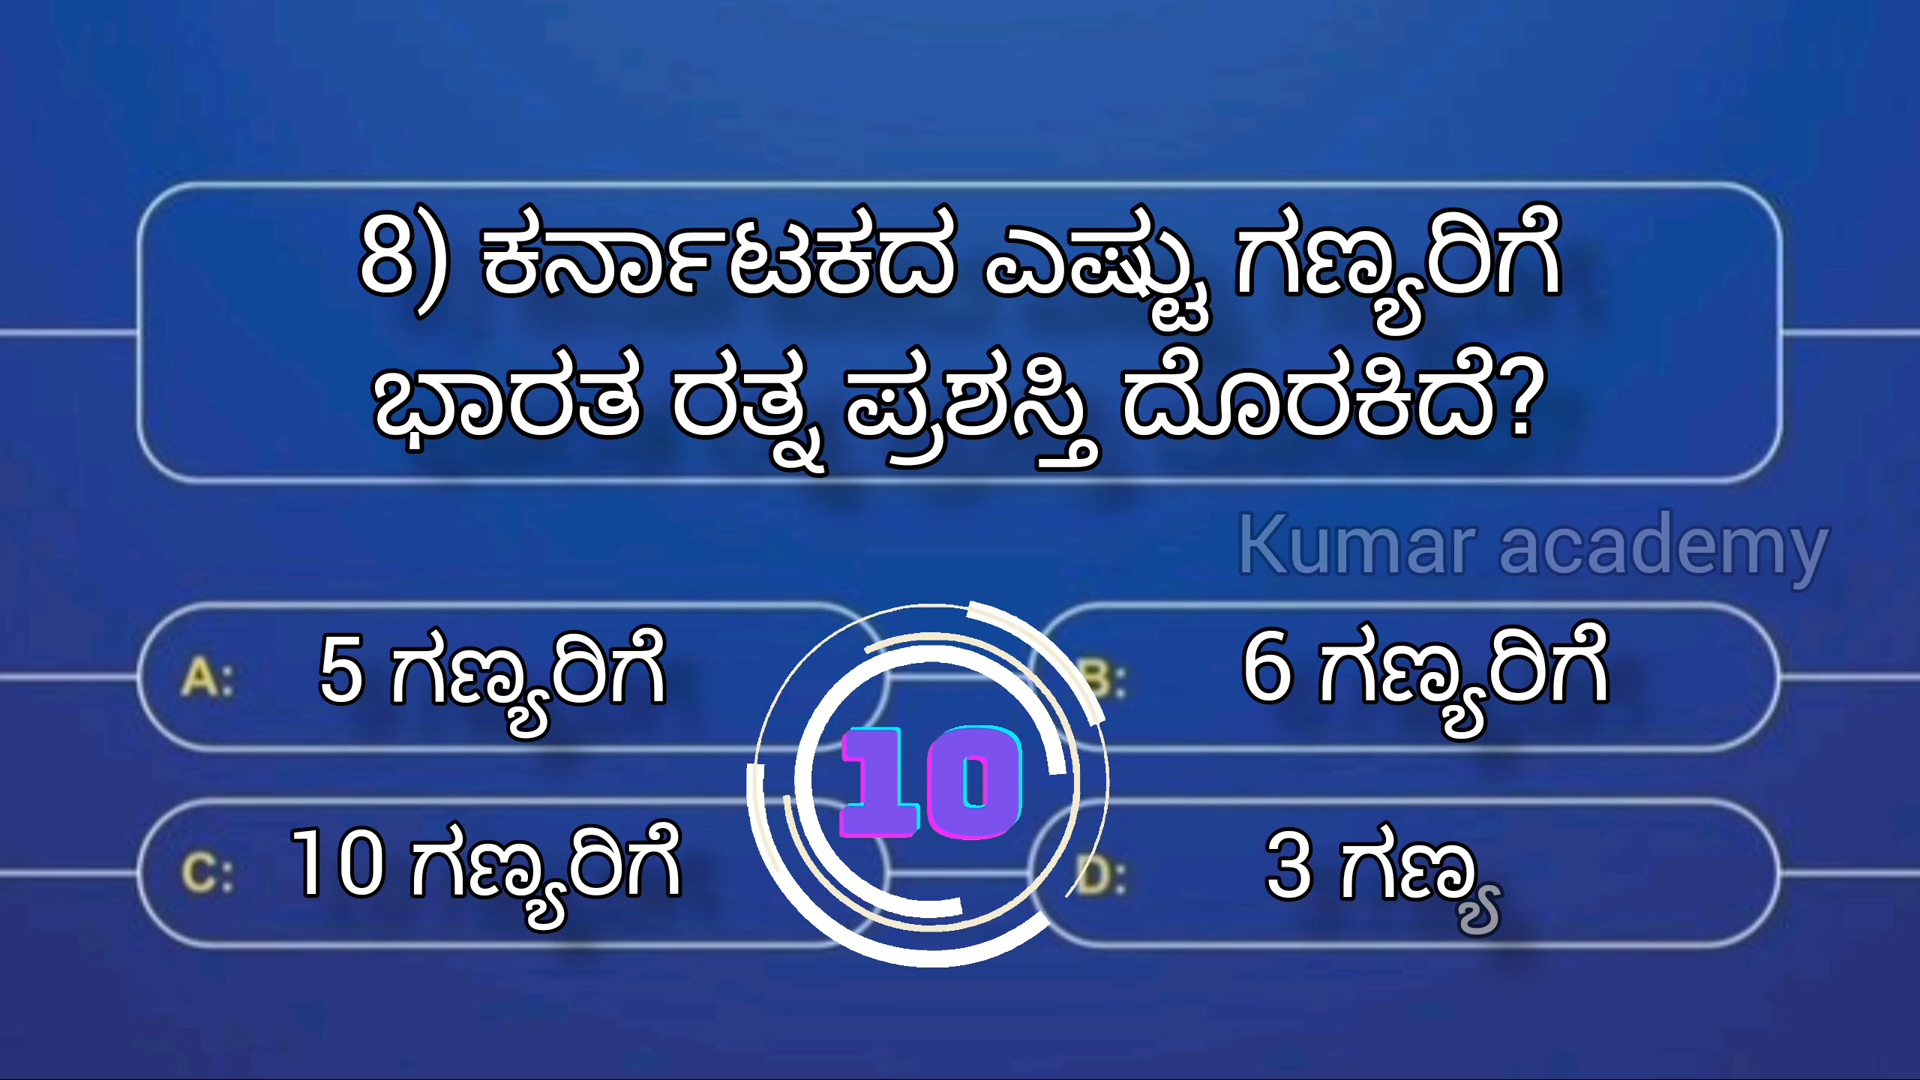 8) ಕರ್ನಾಟಕದ ಎಷ್ಟು ಗಣ್ಯರಿಗೆ
ಭಾರತ ರತ್ನ ಪ್ರಶಸ್ತಿ ದೊರಕಿದೆ?
Kumar academy
A: 5 ಗಣ್ಯರಿಗೆ
B: 6 ಗಣ್ಯರಿಗೆ
10
C: 10 ಗಣ್ಯರಿಗೆ
D: 3 ಗಣ್ಯ